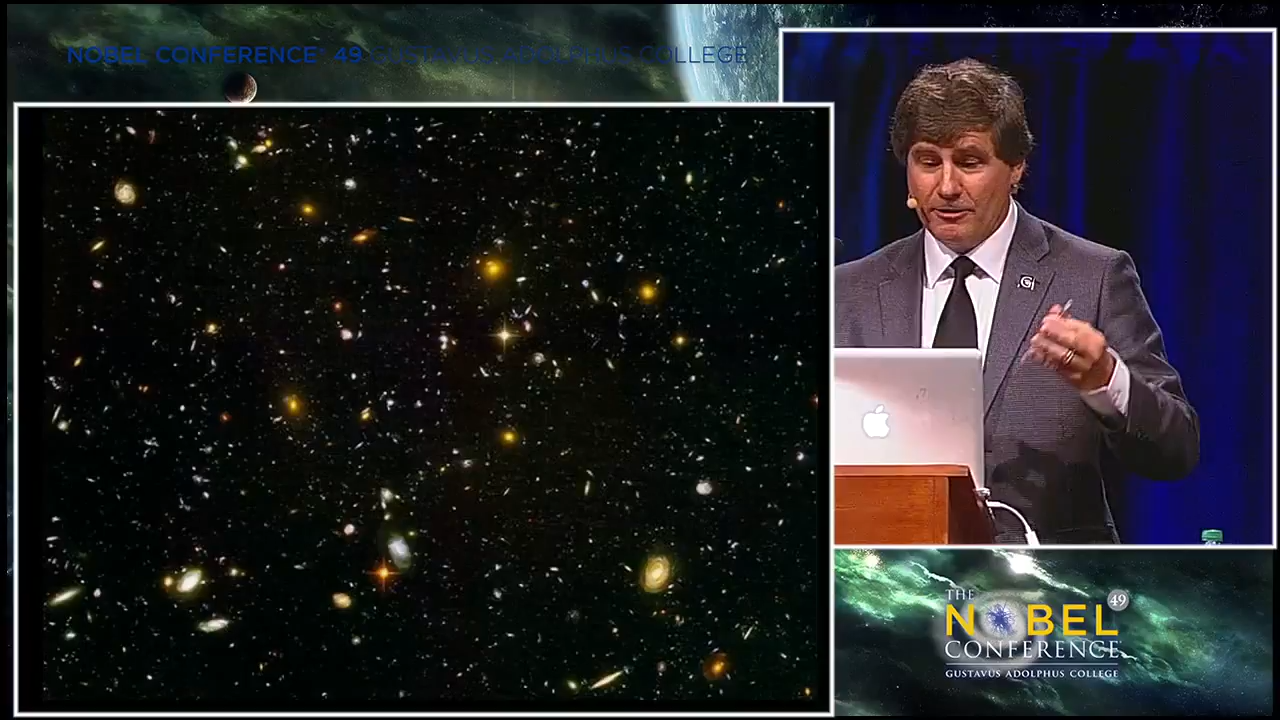 NOBEL CONFERENCE® 49 GUSTAVUS ADOLPHUS COLLEGE
G
THE
49
NOBEL
CONFERENCE
GUSTAVUS ADOLPHUS COLLEGE